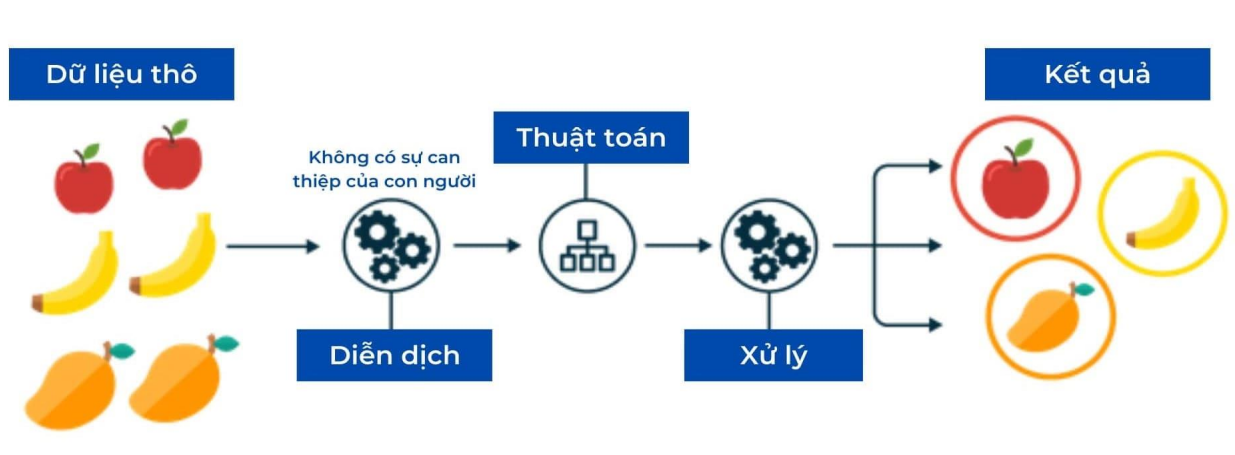 Dữ liệu thô
Không có sự can
thiệp của con người
Diễn dịch
Thuật toán
Xử lý
Kết quả